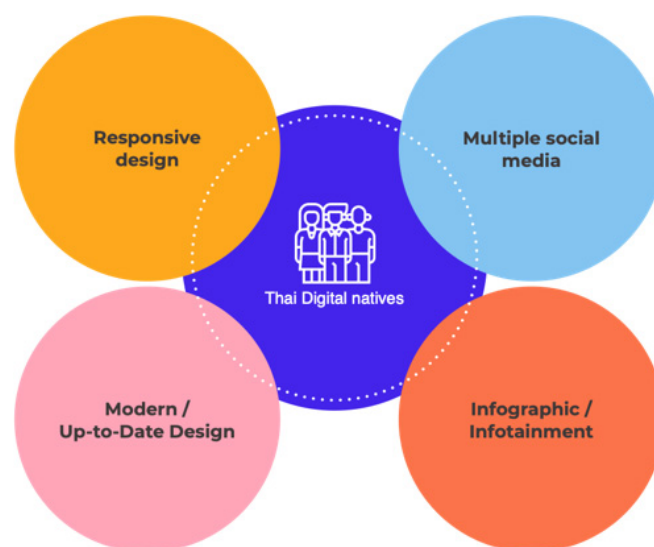 Responsive
design
Multiple social
media
Thai Digital natives
Modern /
Up-to-Date Design
Infographic /
Infotainment